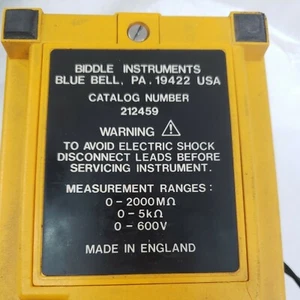 BIDDLE INSTRUMENTS
BLUE BELL, PA. 19422 USA
CATALOG NUMBER
212459
WARNING
TO AVOID ELECTRIC SHOCK
DISCONNECT LEADS BEFORE
SERVICING INSTRUMENT.
MEASUREMENT RANGES :
0-2000MΩ
0-5kΩ
0-600V
MADE IN ENGLAND